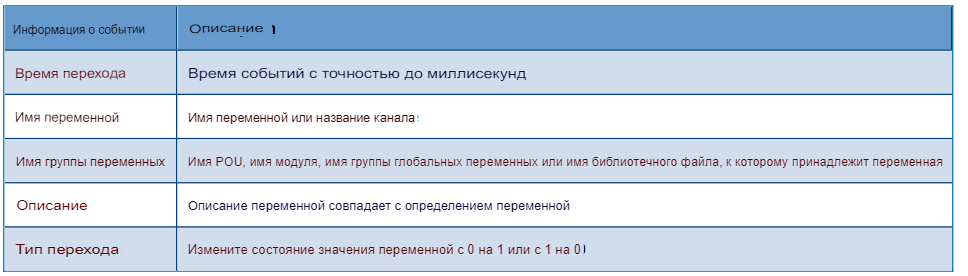 Информация о событии
Описание
Время перехода
Время событий с точностью до миллисекунд
Имя переменной
Имя переменной или название канала
Имя группы переменных
Имя POU, имя модуля, имя группы глобальных переменных или имя библиотечного файла, к которому принадлежит переменная
Описание
Описание переменной совпадает с определением переменной
Тип перехода
Измените состояние значения переменной с 0 на 1 или с 1 на 0)